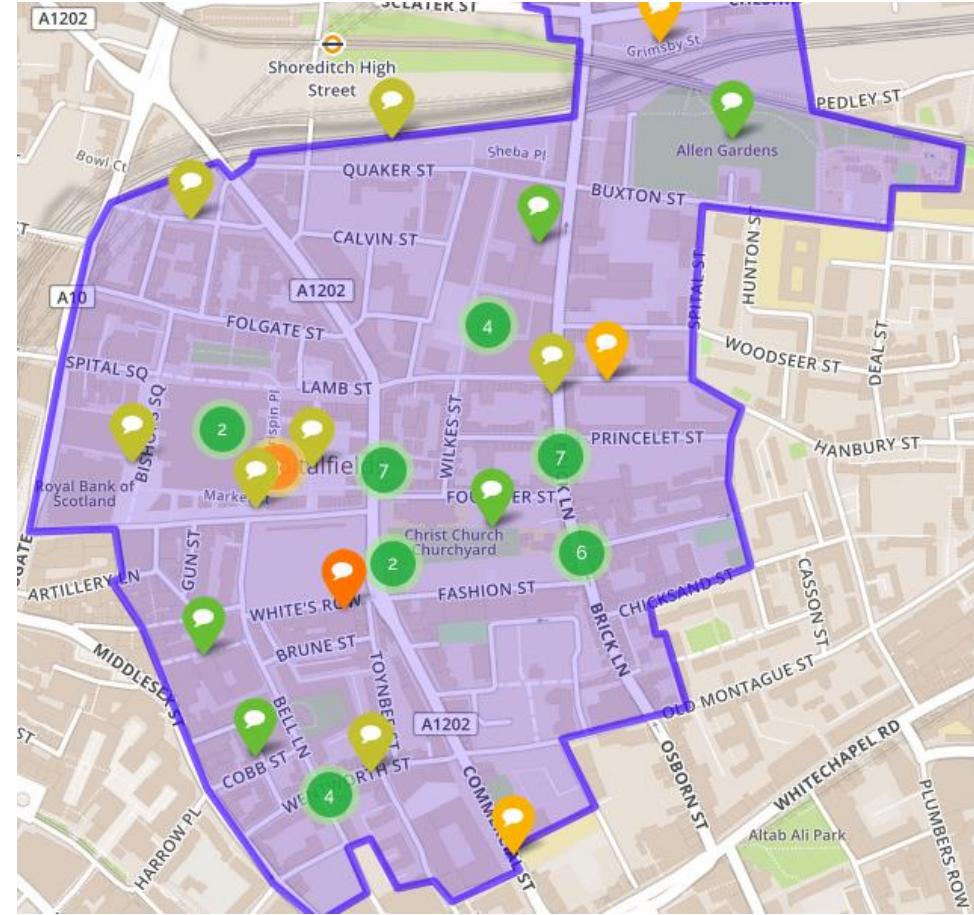 SCLATER ST
A1202
Grimsby St
Shoreditch High
Street
PEDLEY ST
Allen Gardens
Sheba Pl
Bowl Ct
QUAKER ST
BUXTON ST
CALVIN ST
HUNTON ST
SPITAL ST
A1202
A10
FOLGATE ST
4
DEAL ST
WOODSEER ST
SPITAL SQ
LAMB ST
BISHOP'S SQ
WILKES ST
2
PRINCELET ST
HANBURY ST
7
7
Royal Bank of
Scotland
Christ Church
Churchyard
GUN ST
2
6
ARTILLERY LN
FASHION ST
CHICKSAND ST
CASSON ST
WHITE'S ROW
BRICK LN
BRUNE ST
MIDDLESEX ST
OLD MONTAGUE ST
A1202
BELL LN
COBB ST
OSBORN ST
WHITECHAPEL RD
4
HARROW PL
Altab Ali Park
PLUMBERS ROW
ST